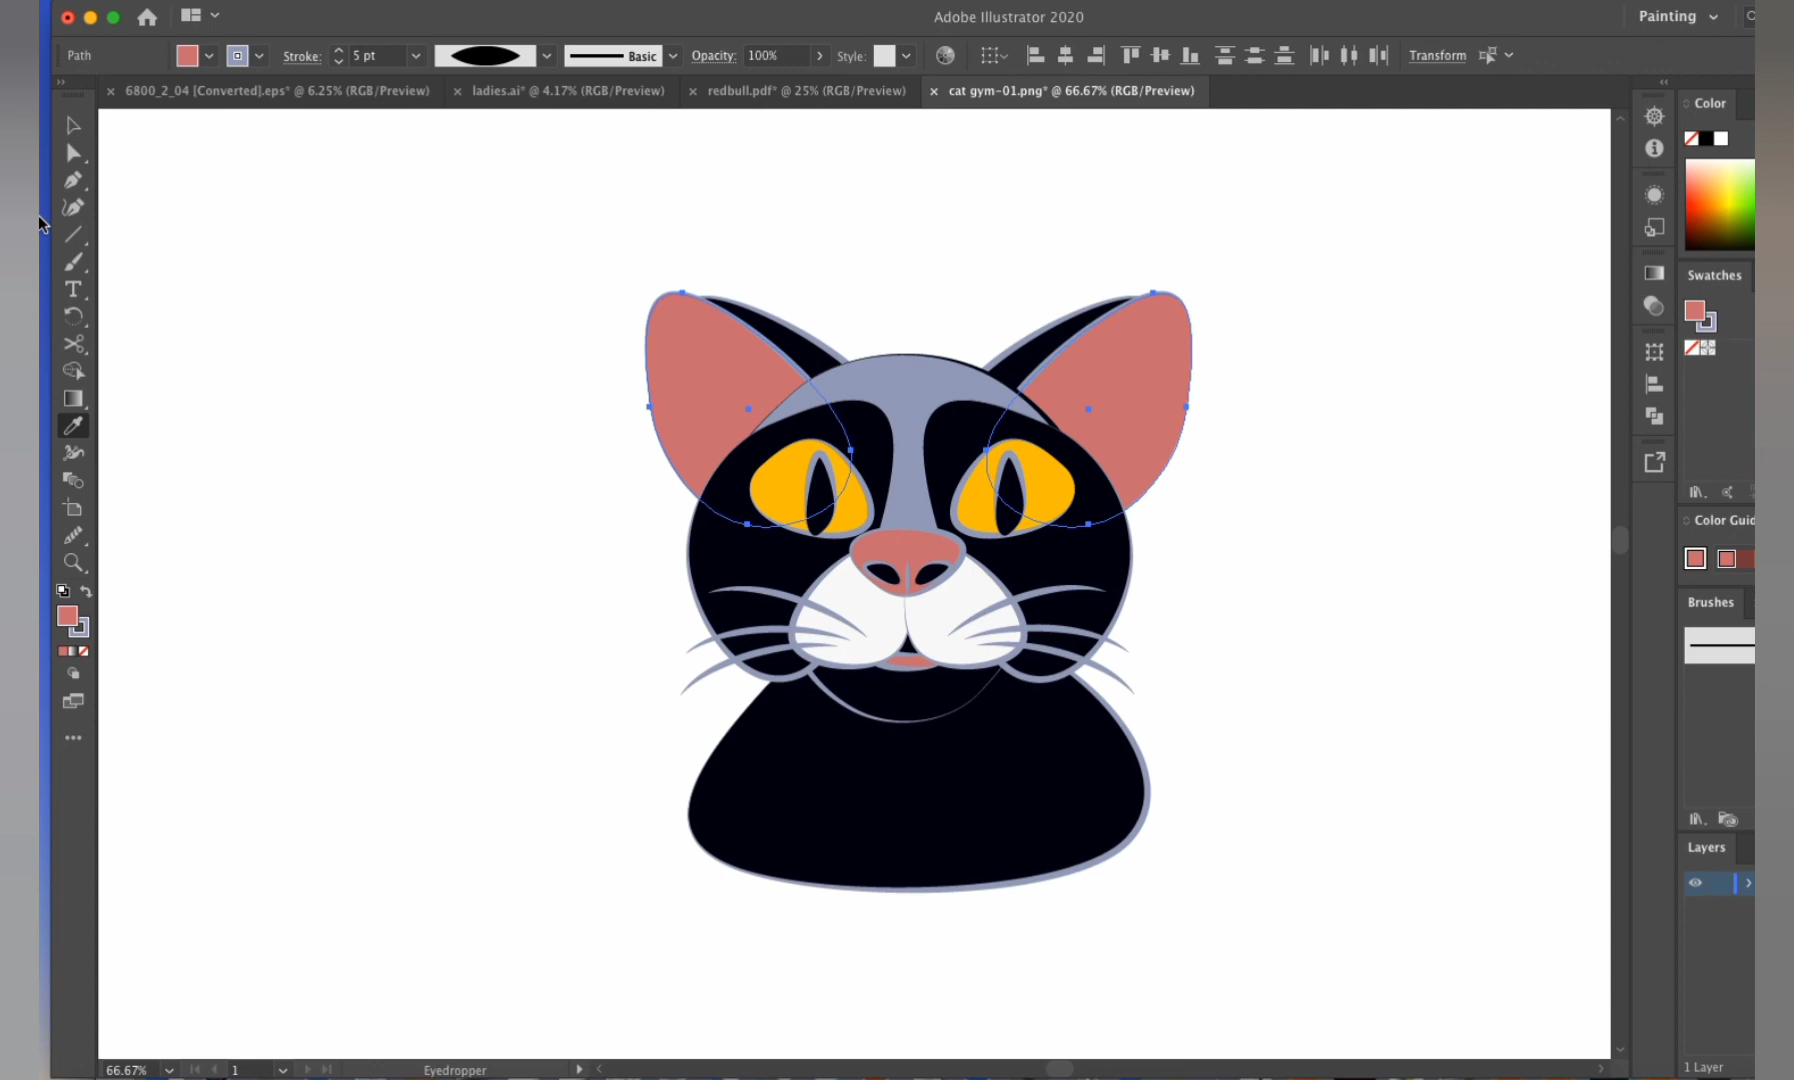 Adobe Illustrator 2020
Painting
Path
Stroke:
5 pt
Basic
Opacity:
100%
Style:
Transform
6800_2_04 [Converted].eps* @ 6.25% (RGB/Preview)
ladies.ai* @ 4.17% (RGB/Preview)
redbull.pdf* @ 25% (RGB/Preview)
cat gym-01.png* @ 66.67% (RGB/Preview)
Color
Swatches
Color Guid
Brushes
Layers
1 Layer
66.67%
1
Eyedropper